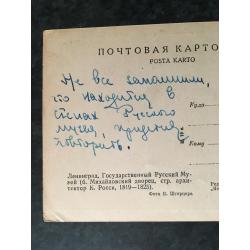 ПОЧТОВАЯ КАРТО
POSTA KARTO
Не все запомнили,
что находится в
стенах Русского
музея, придется
повторить.
Куда
Кому
Ленинград, Государственный Русский Му-
зей (б. Михайловский дворец, стр. архи-
тектор К. Росси, 1819—1825).
Фото В. Штерцера